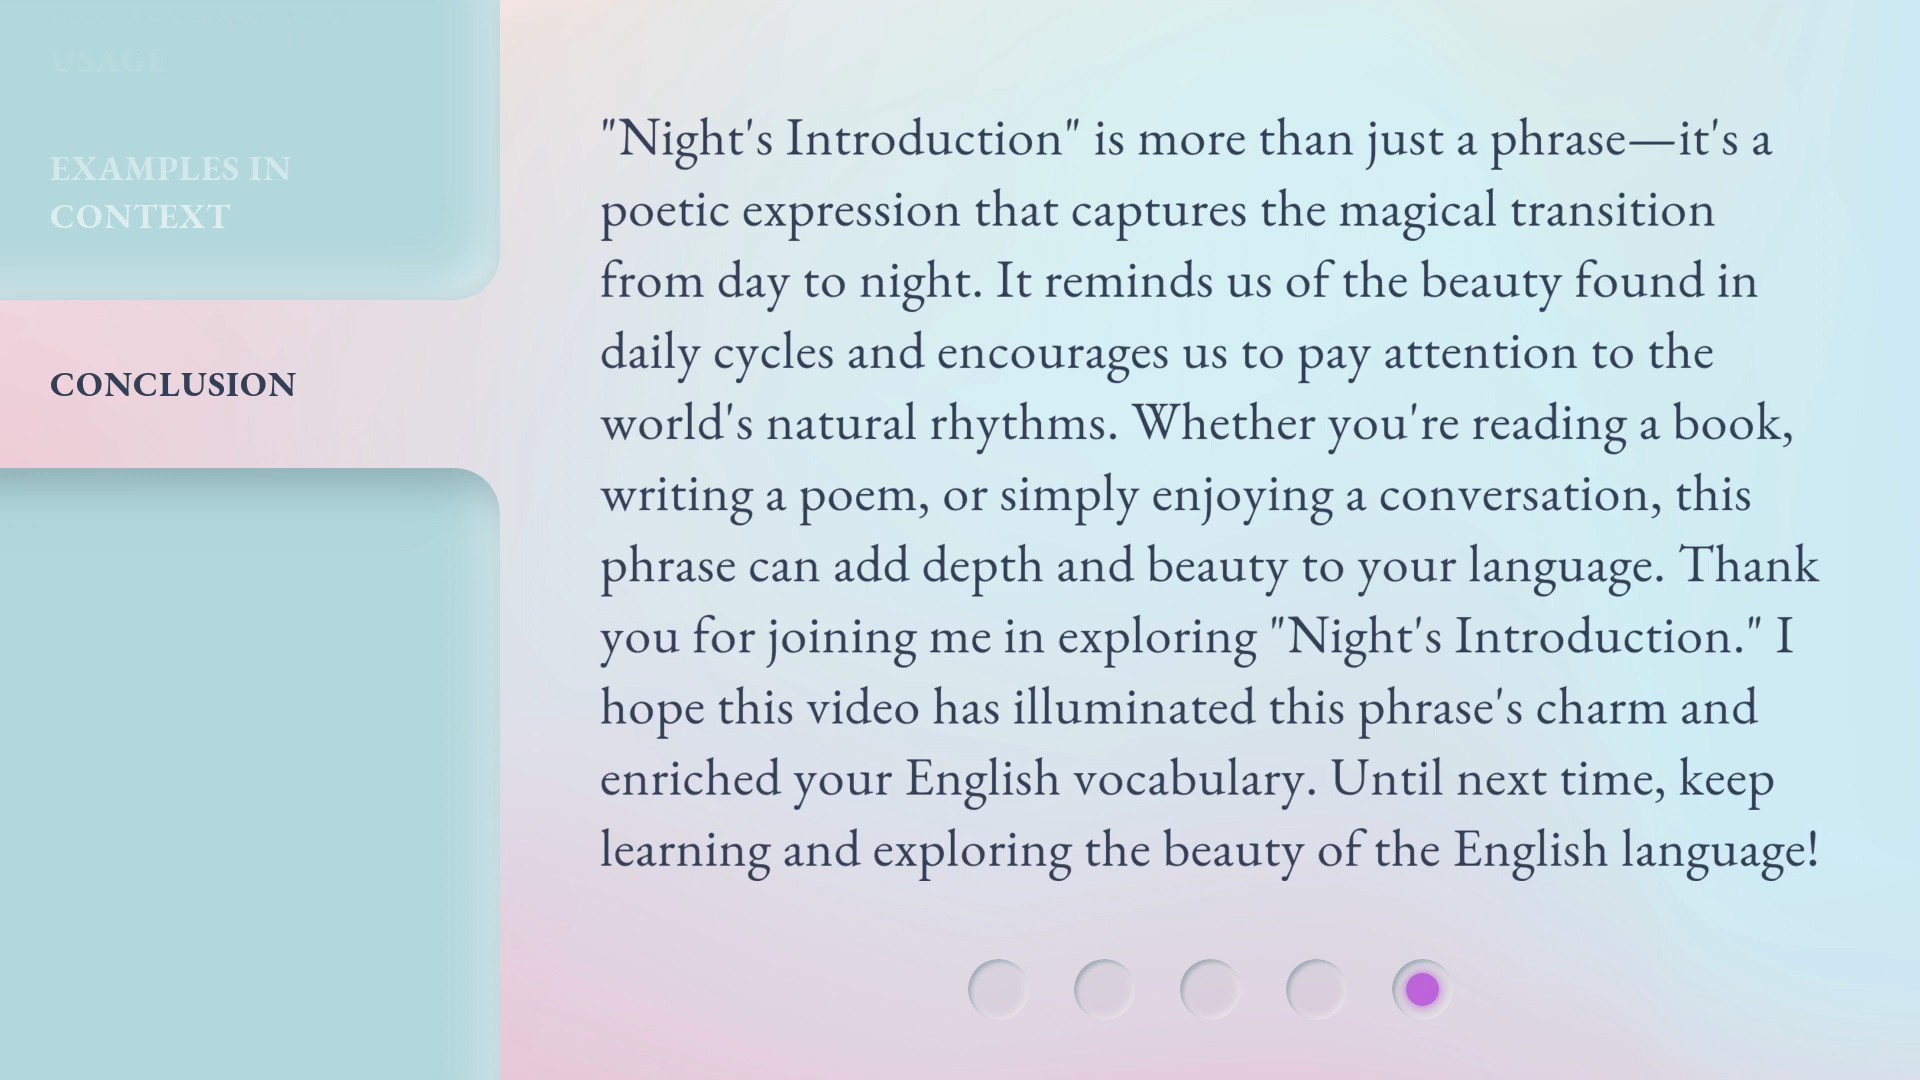 USAGE
EXAMPLES IN
CONTEXT
CONCLUSION
"Night's Introduction" is more than just a phrase—it's a
poetic expression that captures the magical transition
from day to night. It reminds us of the beauty found in
daily cycles and encourages us to pay attention to the
world's natural rhythms. Whether you're reading a book,
writing a poem, or simply enjoying a conversation, this
phrase can add depth and beauty to your language. Thank
you for joining me in exploring "Night's Introduction." I
hope this video has illuminated this phrase's charm and
enriched your English vocabulary. Until next time, keep
learning and exploring the beauty of the English language!